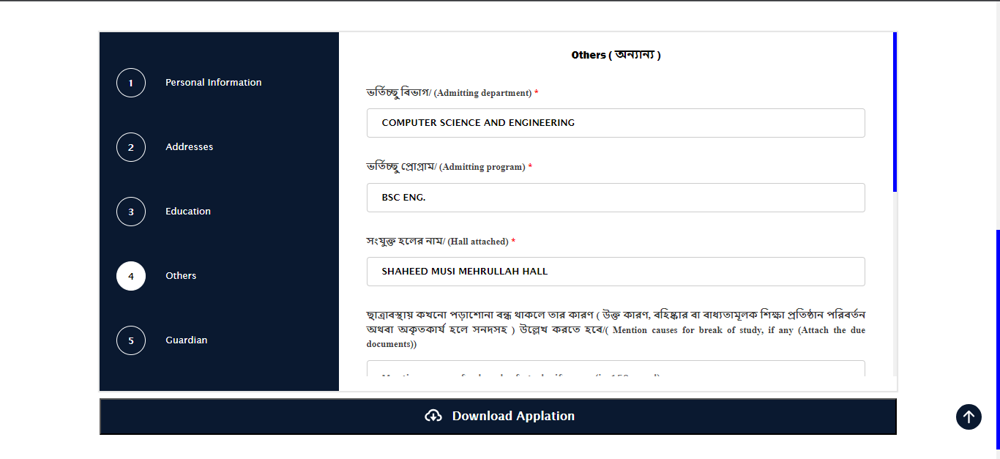 1 Personal Information
2 Addresses
3 Education
4 Others
5 Guardian
Others ( অন্যান্য )
ভর্তিচ্ছু বিভাগ/ (Admitting department) *
COMPUTER SCIENCE AND ENGINEERING
ভর্তিচ্ছু প্রোগ্রাম/ (Admitting program) *
BSC ENG.
সংযুক্ত হলের নাম/ (Hall attached) *
SHAHEED MUSI MEHRULLAH HALL
ছাত্রাবস্থায় কখনো পড়াশোনা বন্ধ থাকলে তার কারণ ( উক্ত কারণ, বহিষ্কার বা বাধ্যতামূলক শিক্ষা প্রতিষ্ঠান পরিবর্তন
অথবা অকৃতকার্য হলে সনদসহ ) উল্লেখ করতে হবে/( Mention causes for break of study, if any (Attach the due
documents))
Download Applation